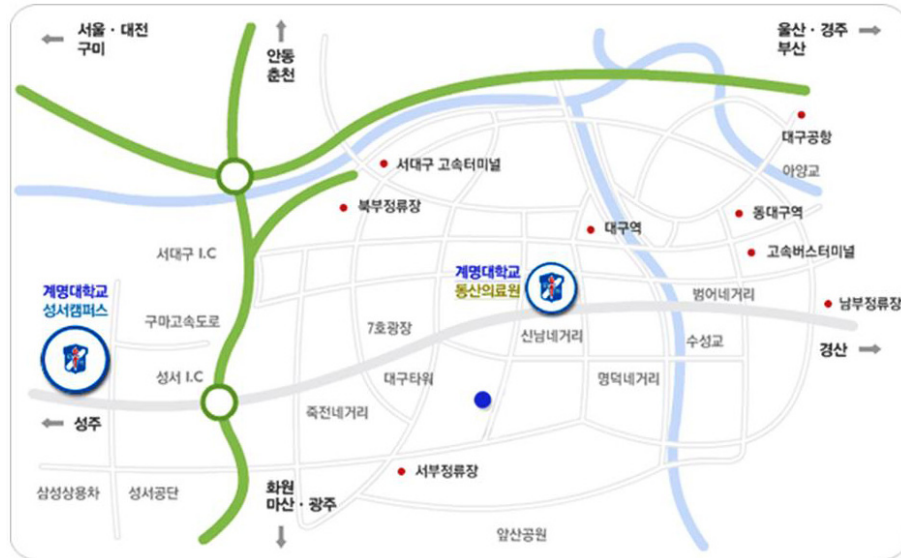 서울 · 대전
구미
안동
춘천
울산 · 경주
부산
대구공항
아양교
서대구 고속터미널
북부정류장
동대구역
대구역
고속버스터미널
서대구 I.C
계명대학교
동산의료원
계명대학교
성서캠퍼스
범어네거리
남부정류장
구마고속도로
7호광장
신남네거리
수성교
경산
성서 I.C
대구타워
명덕네거리
죽전네거리
성주
서부정류장
삼성상용차
성서공단
화원
마산 · 광주
앞산공원